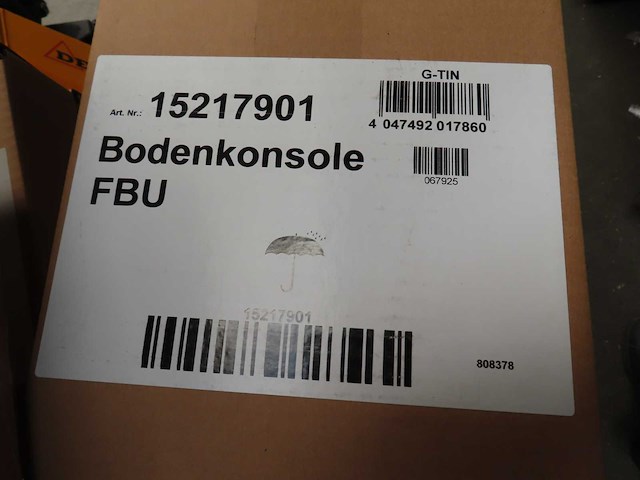 G-TIN
Art. Nr.: 15217901
4 047492 017860
Bodenkonsole
067925
FBU
15217901
808378